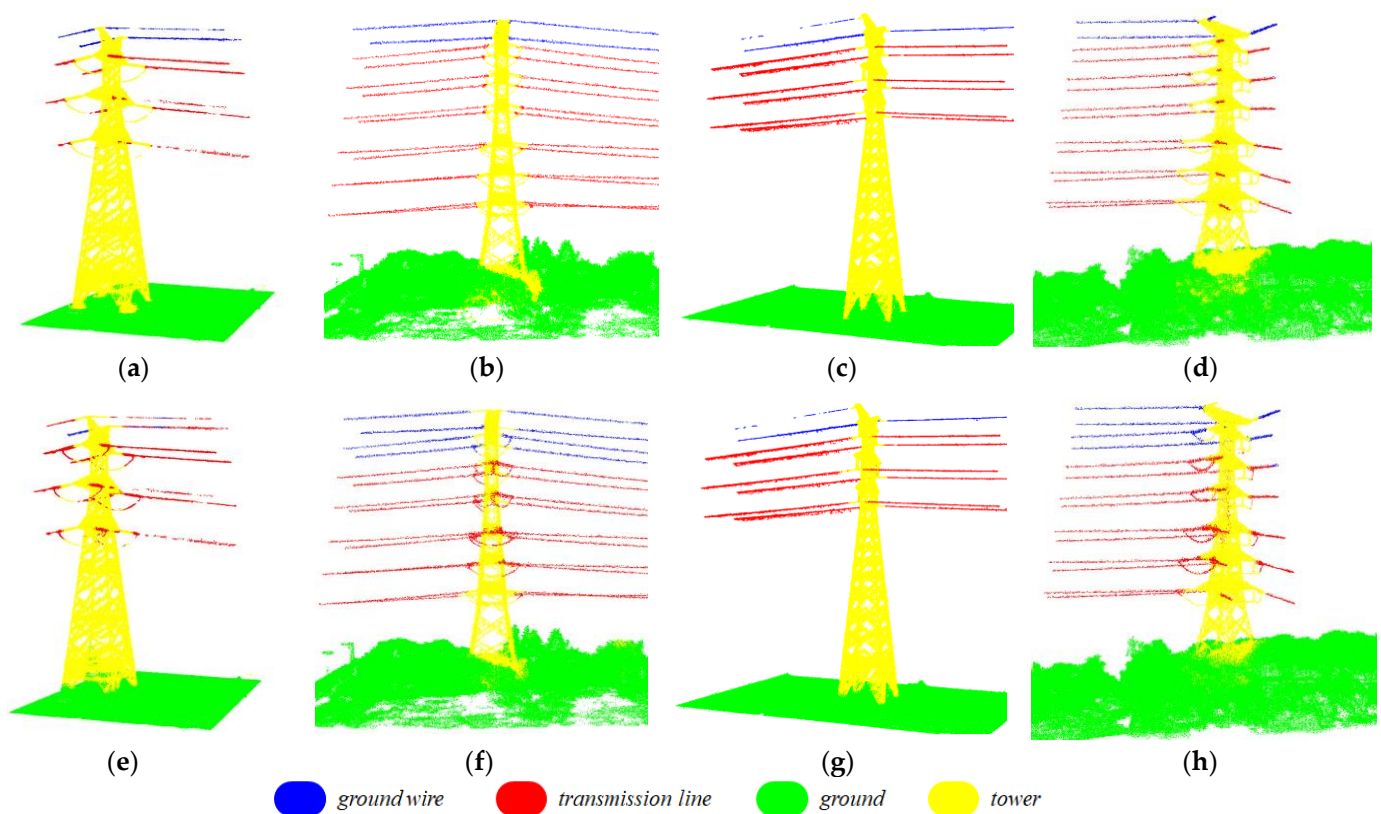 (a) (b) (c) (d)
(e) (f) (g) (h)
ground wire transmission line ground tower